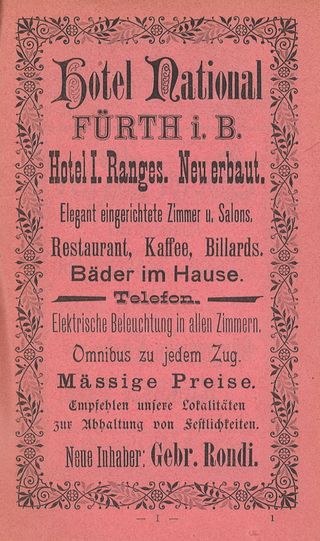 Hotel National
FÜRTH i. B.
Hotel I. Ranges. Neu erbaut.
Elegant eingerichtete Zimmer u. Salons.
Restaurant, Kaffee, Billards.
Bäder im Hause.
Telefon.
Elektrische Beleuchtung in allen Zimmern.
Omnibus zu jedem Zug.
Mässige Preise.
Empfehlen unsere Lokalitäten
zur Abhaltung von Festlichkeiten.
Neue Inhaber: Gebr. Rondi.
— I — 1